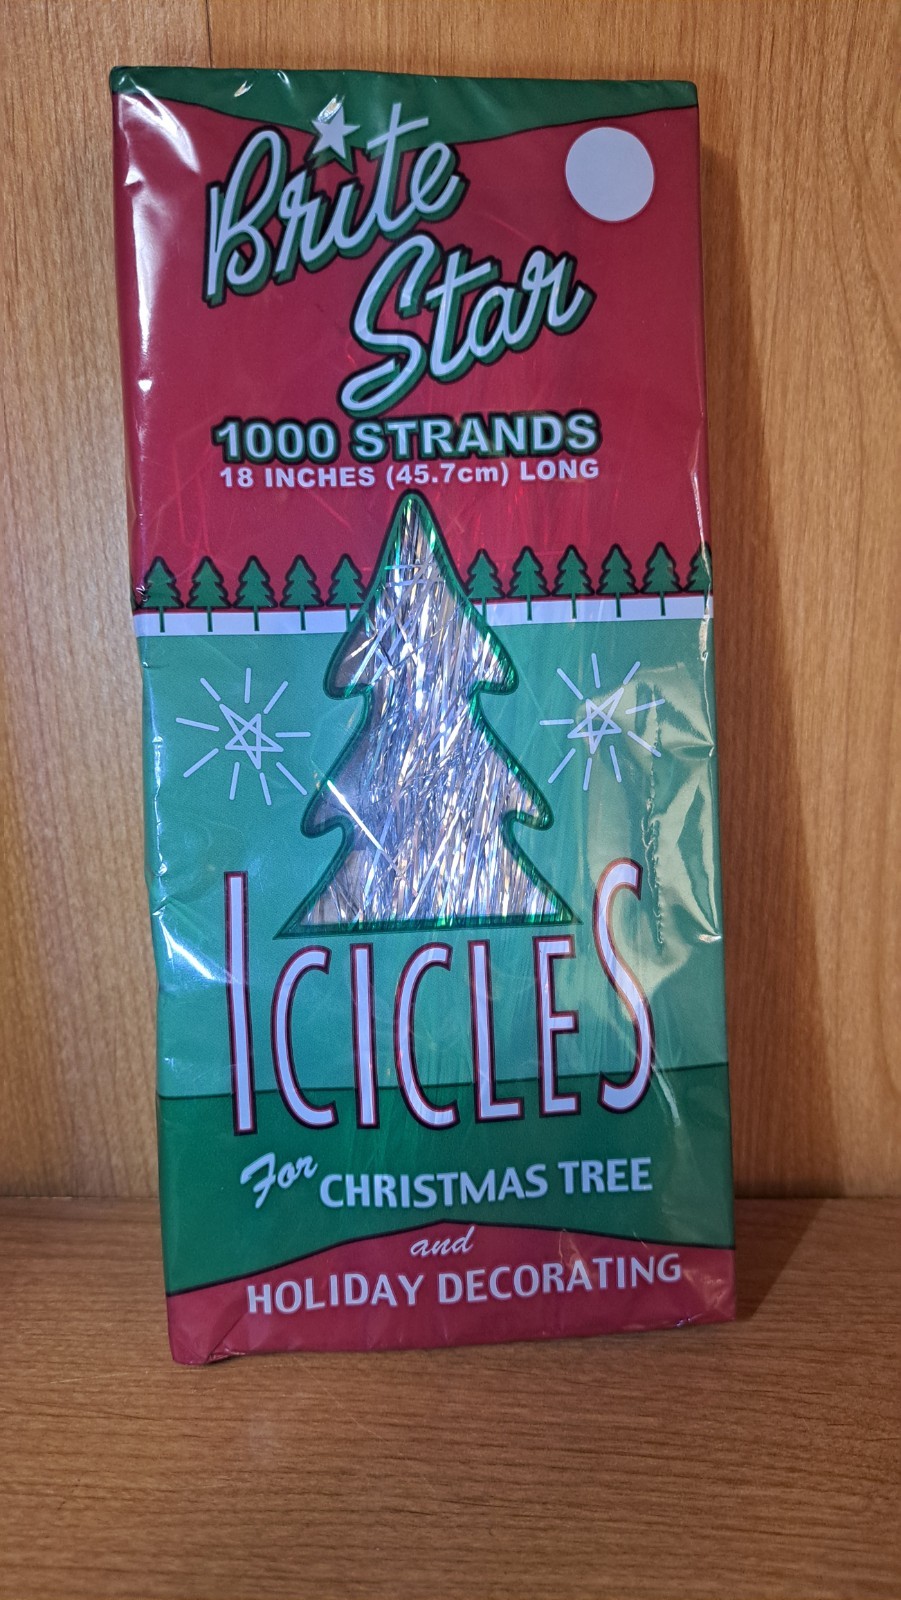 Brite
Star
1000 STRANDS
18 INCHES (45.7cm) LONG
ICICLES
For CHRISTMAS TREE
and
HOLIDAY DECORATING